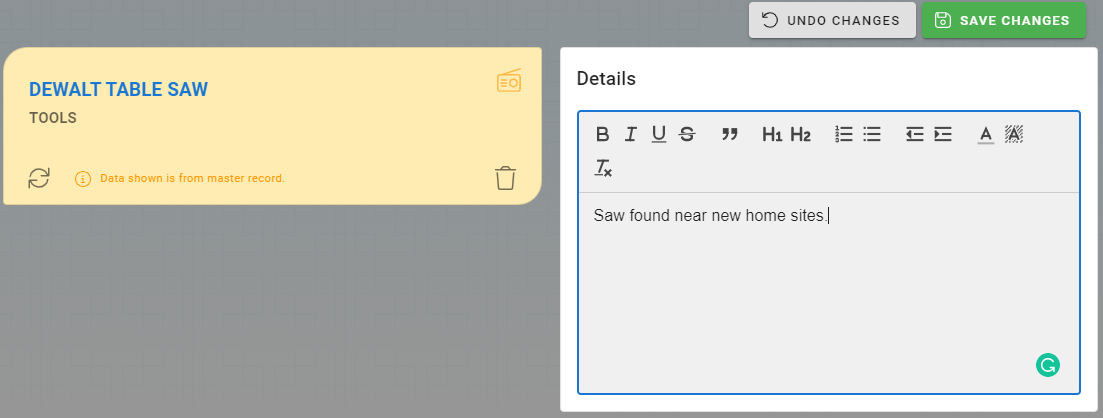 UNDO CHANGES
SAVE CHANGES
DEWALT TABLE SAW
TOOLS
Data shown is from master record.
Details
B I U S H1 H2 A A
Tx
Saw found near new home sites.